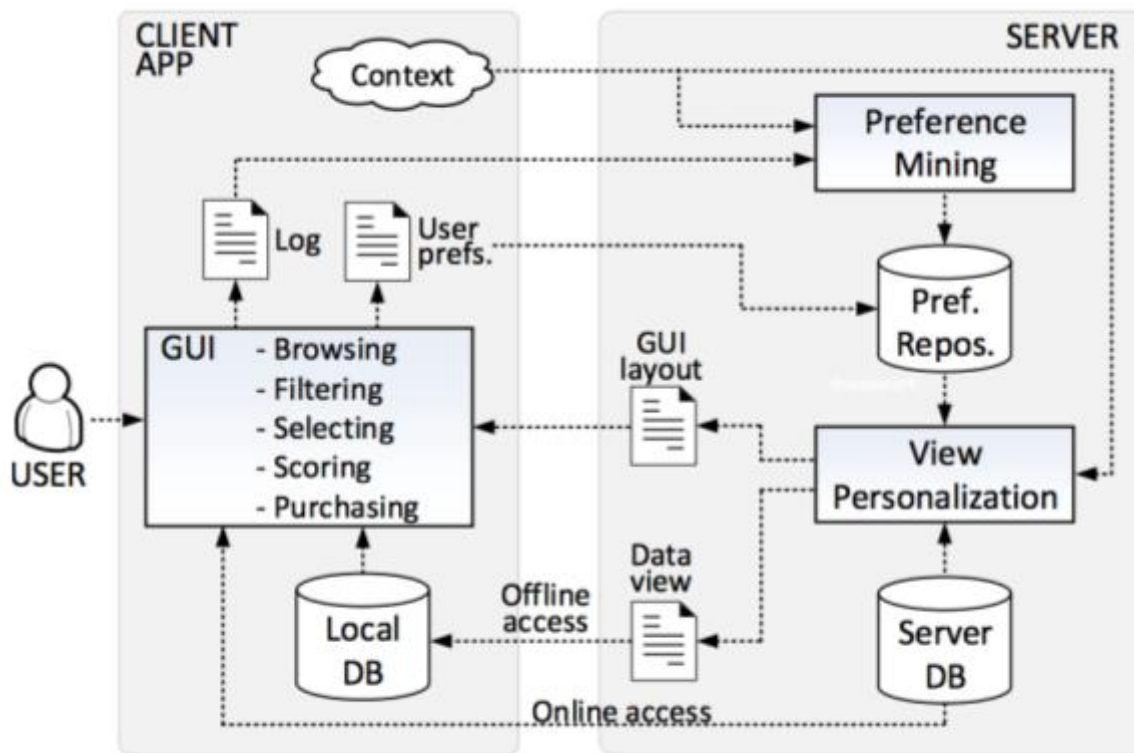 CLIENT
APP
SERVER
Context
Preference
Mining
Log
User
prefs.
Pref.
Repos.
GUI
- Browsing
- Filtering
- Selecting
- Scoring
- Purchasing
GUI
layout
USER
View
Personalization
Data
view
Offline
access
Local
DB
Server
DB
Online access